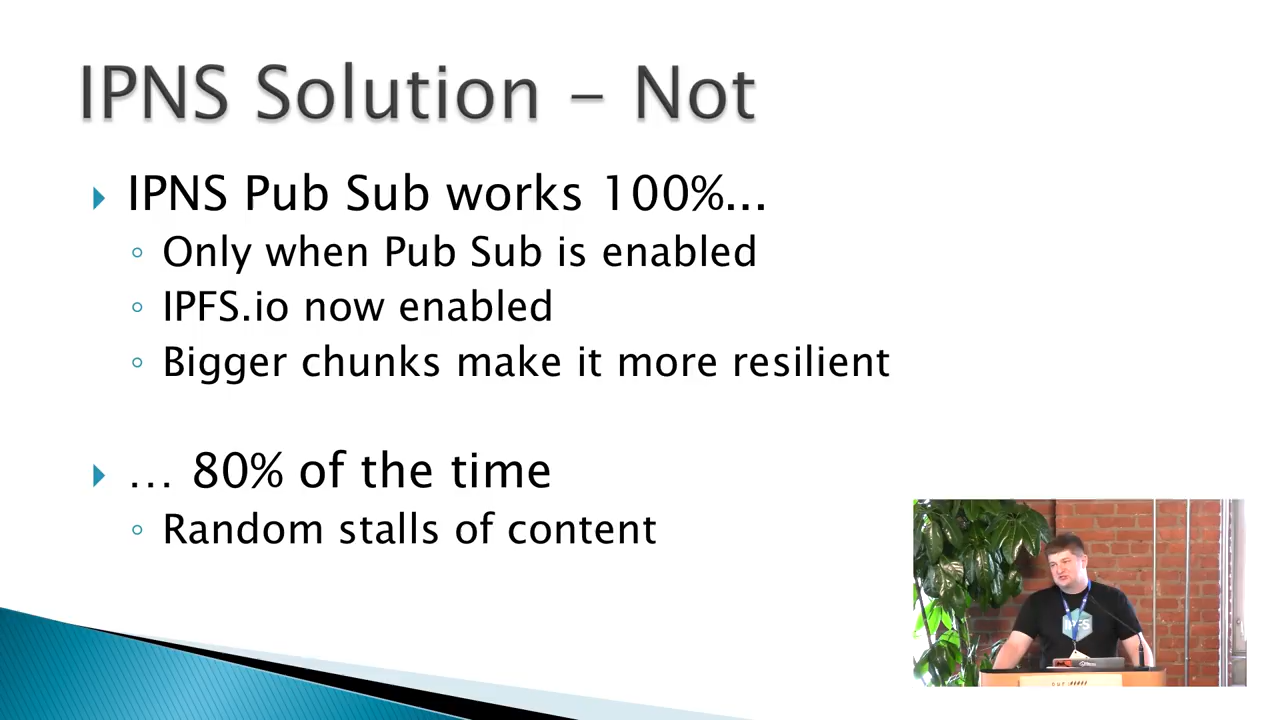 IPNS Solution - Not
IPNS Pub Sub works 100%...
Only when Pub Sub is enabled
IPFS.io now enabled
Bigger chunks make it more resilient
... 80% of the time
Random stalls of content
IPFS